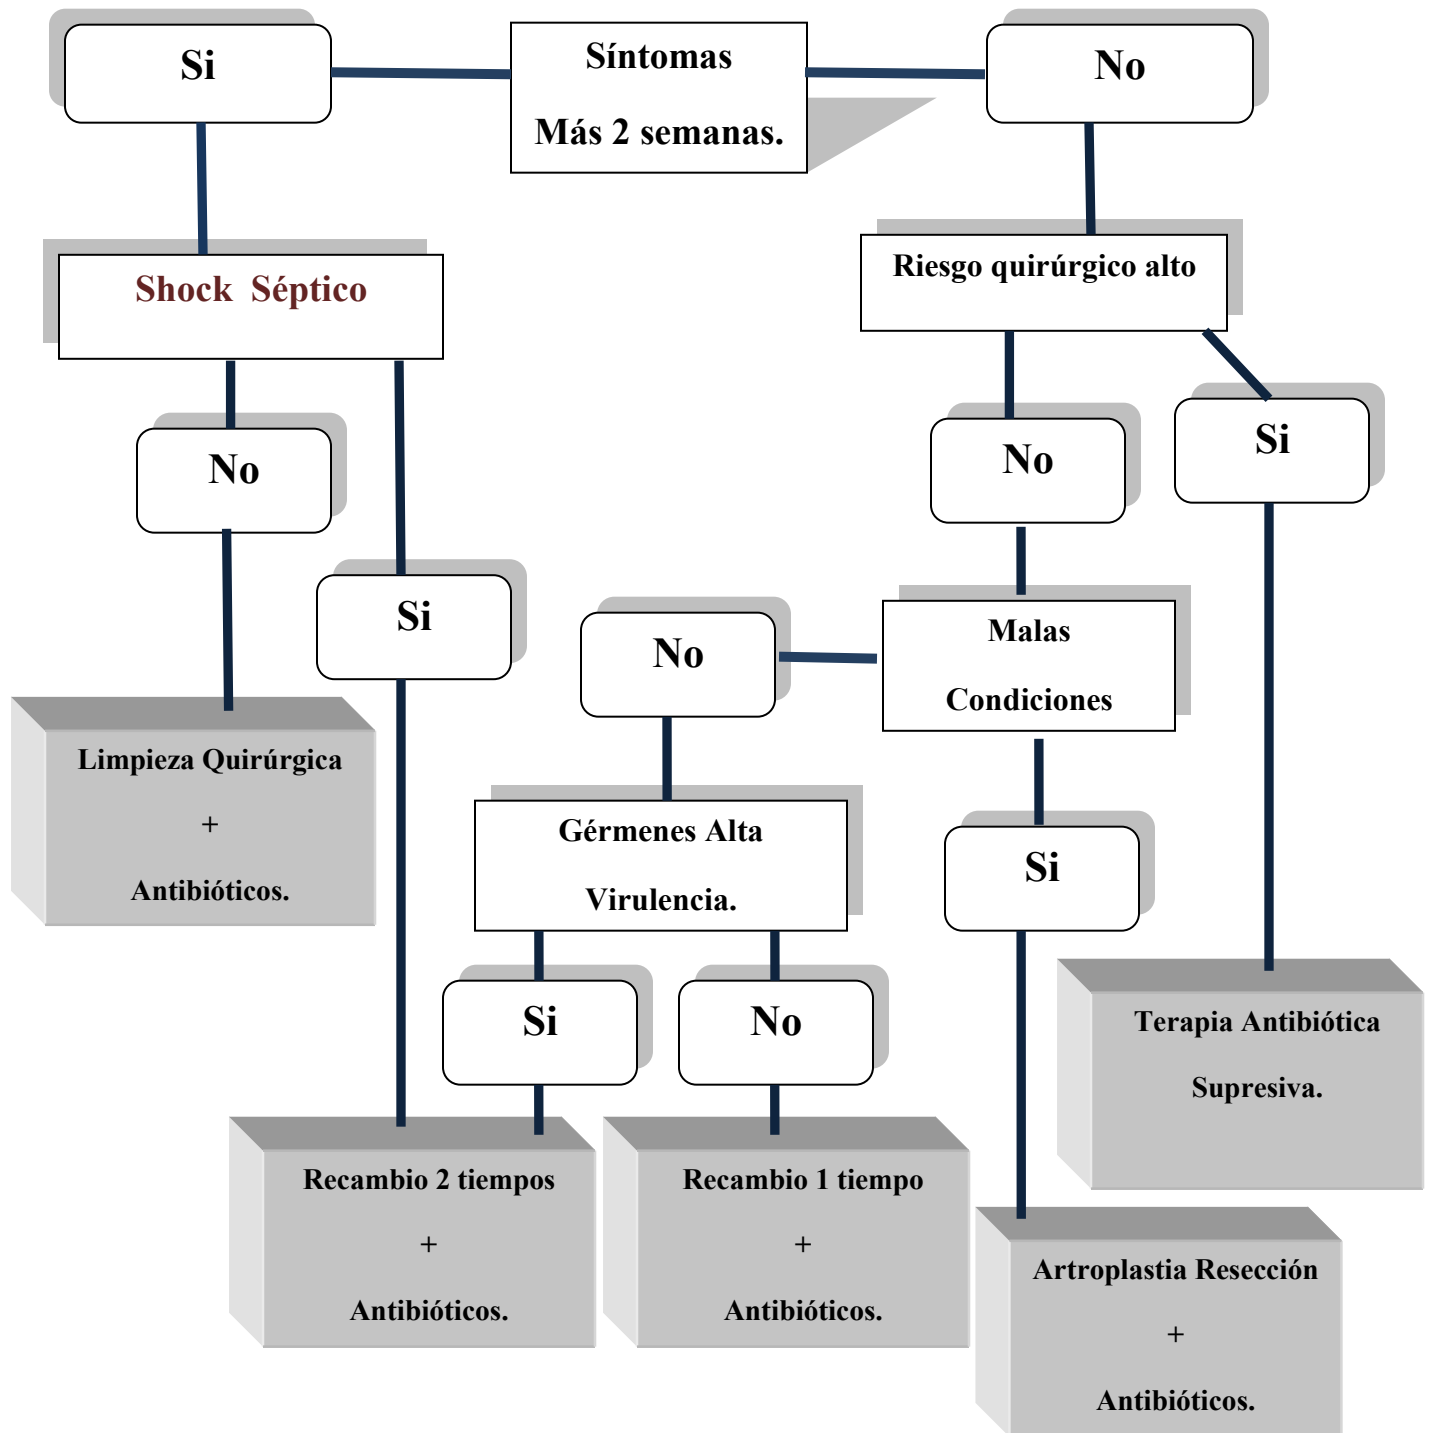 Si
Síntomas
Más 2 semanas.
No
Shock Séptico
Riesgo quirúrgico alto
No
Si
No
Si
Malas
Condiciones
No
Si
Limpieza Quirúrgica
+
Antibióticos.
Gérmenes Alta
Virulencia.
Si
No
Si
Terapia Antibiótica
Supresiva.
Recambio 2 tiempos
+
Antibióticos.
Recambio 1 tiempo
+
Antibióticos.
Artroplastia Resección
+
Antibióticos.